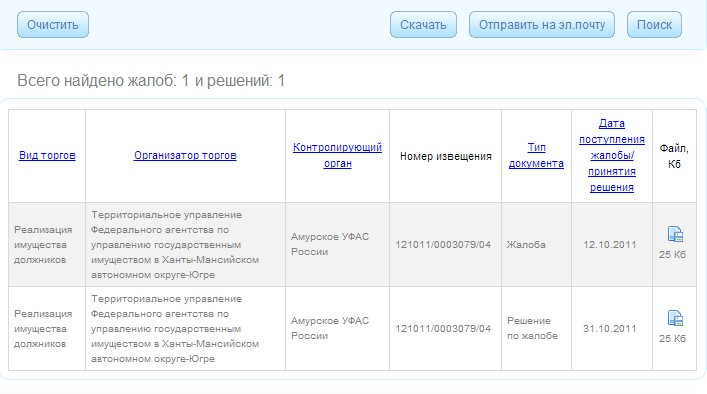 Очистить
Скачать
Отправить на эл.почту
Поиск
Всего найдено жалоб: 1 и решений: 1
Вид торгов
Организатор торгов
Контролирующий
орган
Номер извещения
Тип
документа
Дата
поступления
жалобы/
принятия
решения
Файл,
Кб
Реализация
имущества
должников
Территориальное управление
Федерального агентства по
управлению государственным
имуществом в Ханты-Мансийском
автономном округе-Югре
Амурское УФАС
России
121011/0003079/04
Жалоба
12.10.2011
25 Кб
Реализация
имущества
должников
Территориальное управление
Федерального агентства по
управлению государственным
имуществом в Ханты-Мансийском
автономном округе-Югре
Амурское УФАС
России
121011/0003079/04
Решение
по жалобе
31.10.2011
25 Кб